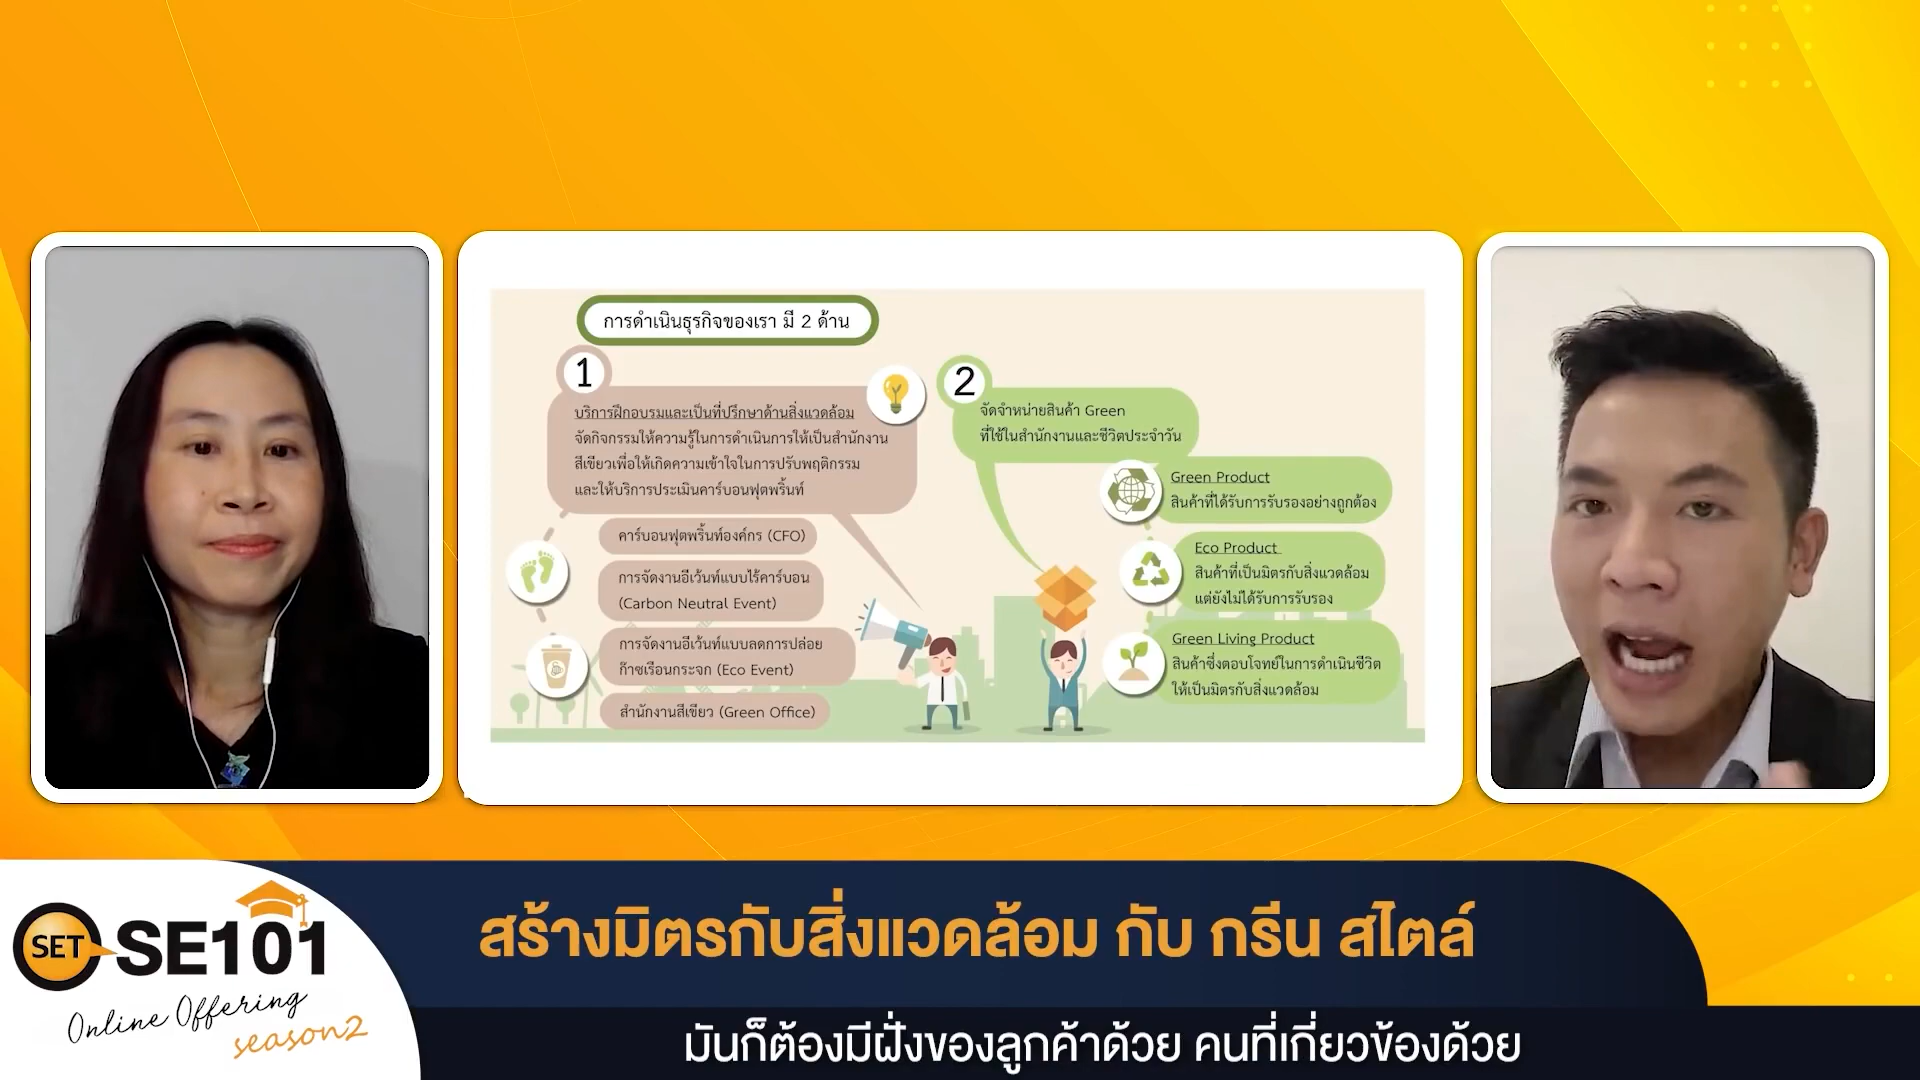 การดำเนินธุรกิจของเรา มี 2 ด้าน
1
บริการฝึกอบรมและเป็นที่ปรึกษาด้านสิ่งแวดล้อม
จัดกิจกรรมให้ความรู้ในการดำเนินการให้เป็นสำนักงาน
สีเขียวเพื่อให้เกิดความเข้าใจในการปรับพฤติกรรม
และให้บริการประเมินคาร์บอนฟุตพริ้นท์
คาร์บอนฟุตพริ้นท์องค์กร (CFO)
การจัดงานอีเว้นท์แบบไร้คาร์บอน
(Carbon Neutral Event)
การจัดงานอีเว้นท์แบบลดการปล่อย
ก๊าซเรือนกระจก (Eco Event)
สำนักงานสีเขียว (Green Office)
2
จัดจำหน่ายสินค้า Green
ที่ใช้ในสำนักงานและชีวิตประจำวัน
Green Product
สินค้าที่ได้รับการรับรองอย่างถูกต้อง
Eco Product
สินค้าที่เป็นมิตรกับสิ่งแวดล้อม
แต่ยังไม่ได้รับการรับรอง
Green Living Product
สินค้าซึ่งตอบโจทย์ในการดำเนินชีวิต
ให้เป็นมิตรกับสิ่งแวดล้อม
SET SE101
Online Offering
season2
สร้างมิตรกับสิ่งแวดล้อม กับ กรีน สไตล์
มันก็ต้องมีฝั่งของลูกค้าด้วย คนที่เกี่ยวข้องด้วย